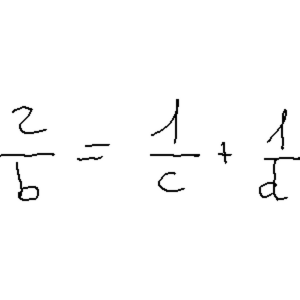 2/b = 1/c + 1/d